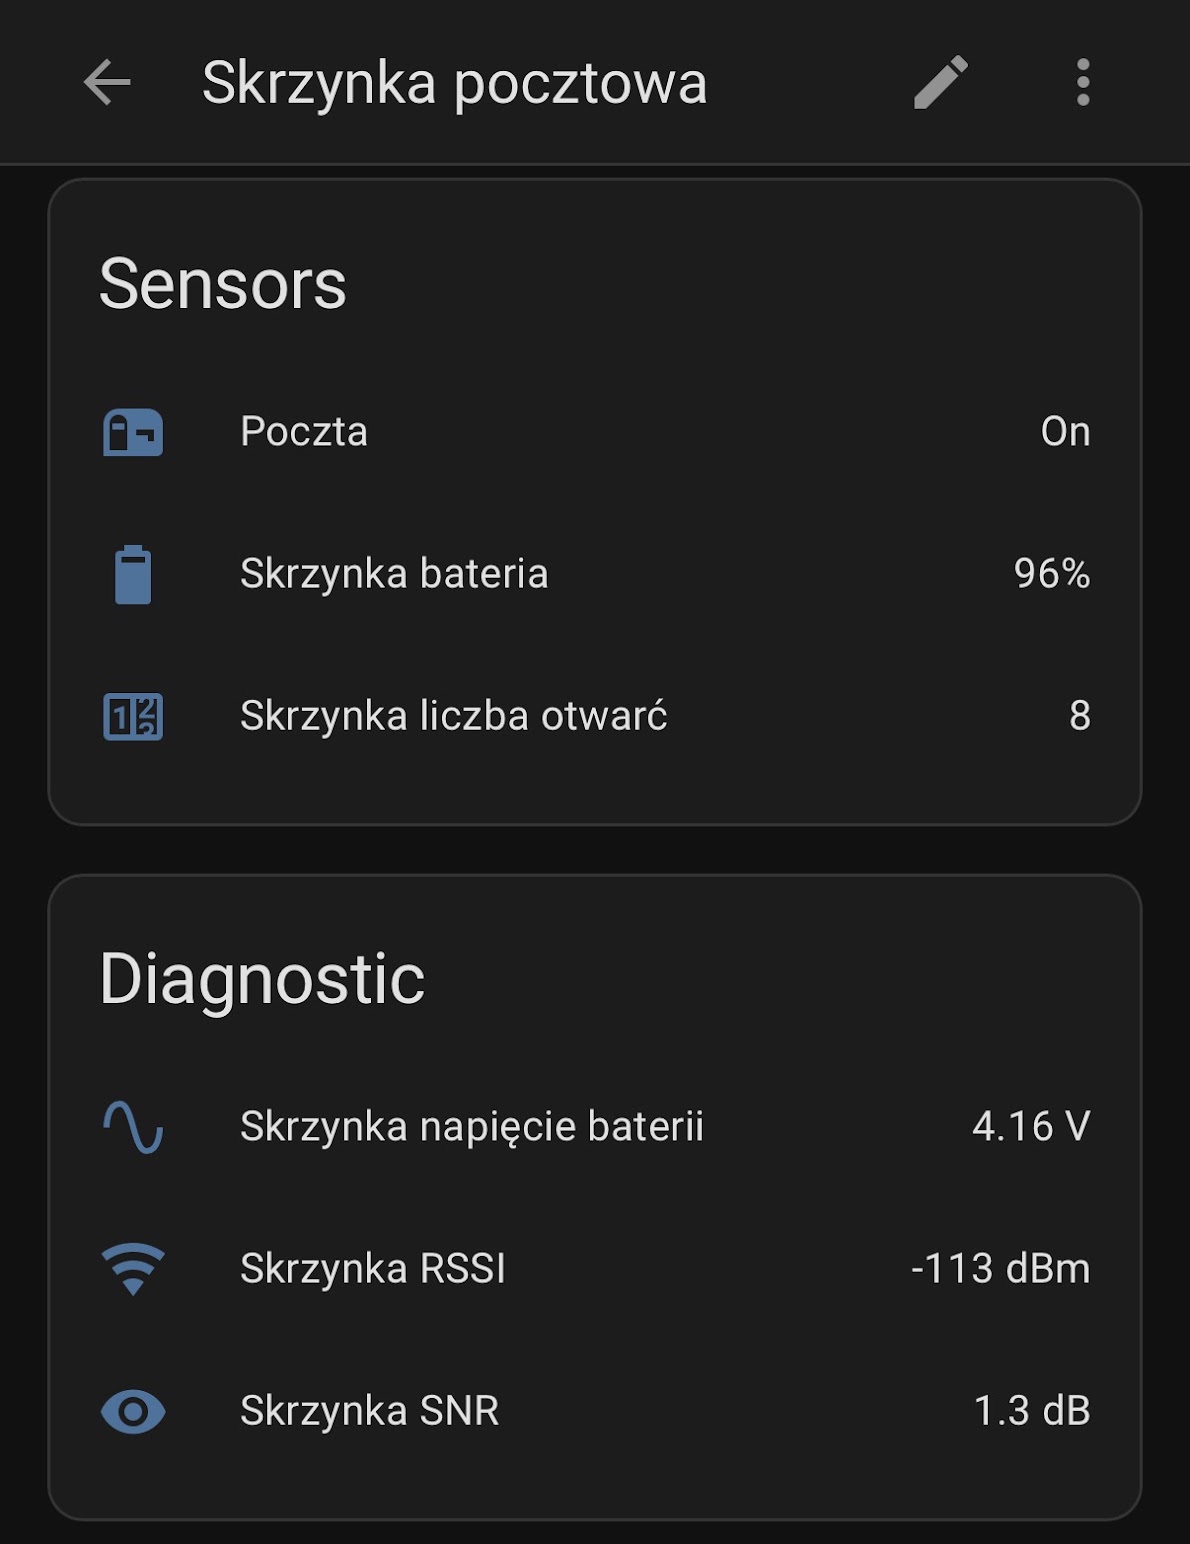 Skrzynka pocztowa
Sensors
Poczta On
Skrzynka bateria 96%
Skrzynka liczba otwarć 8
Diagnostic
Skrzynka napięcie baterii 4.16 V
Skrzynka RSSI -113 dBm
Skrzynka SNR 1.3 dB